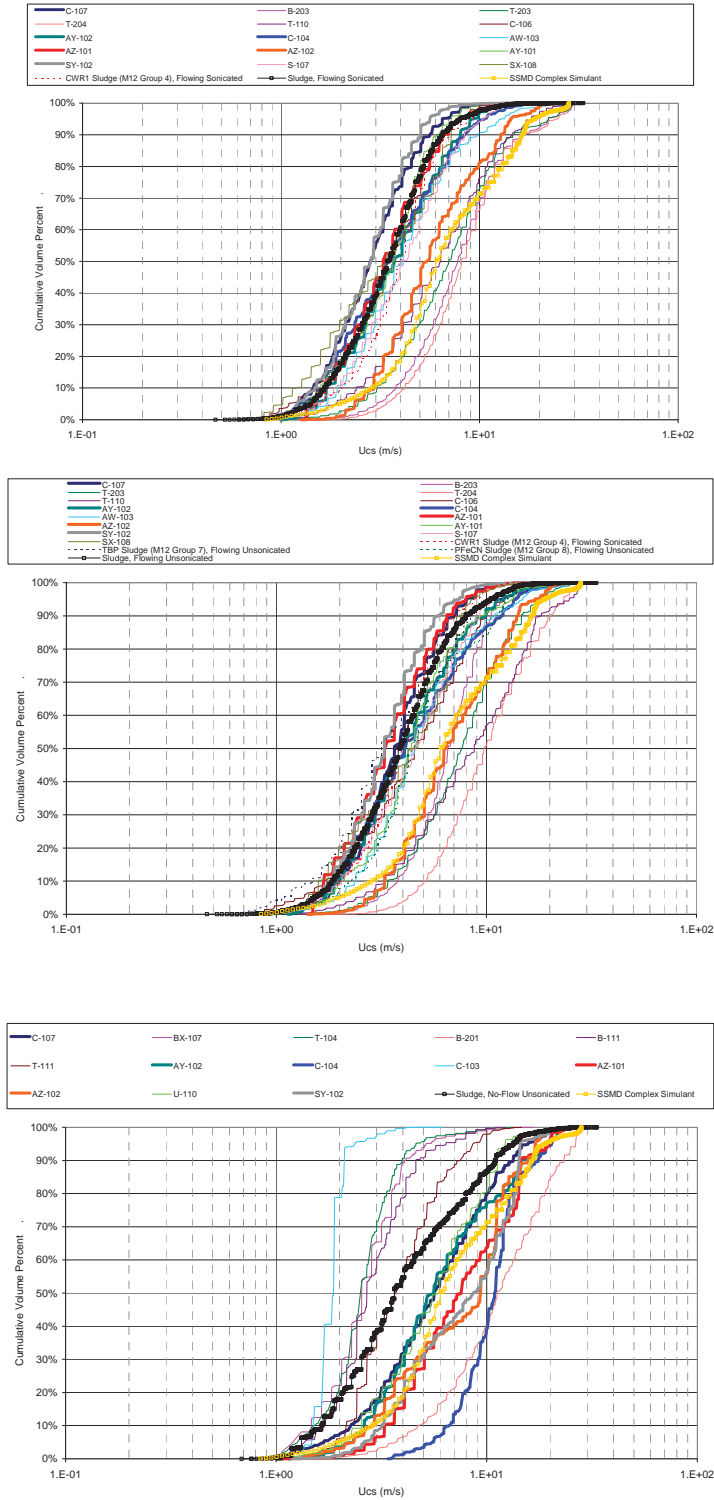 C-107 B-203 T-203
T-204 T-110 C-106
AY-102 C-104 AW-103
AZ-101 AZ-102 AY-101
SY-102 S-107 SX-108
CWR1 Sludge (M12 Group 4), Flowing Sonicated Sludge, Flowing Sonicated SSMD Complex Simulant
100%
90%
80%
70%
60%
50%
40%
30%
20%
10%
0%
Cumulative Volume Percent .
1.E-01 1.E+00 1.E+01 1.E+02
Ucs (m/s)
C-107 B-203
T-203 T-204
T-110 C-106
AY-102 C-104
AW-103 AZ-101
AZ-102 AY-101
SY-102 S-107
SX-108 CWR1 Sludge (M12 Group 4), Flowing Sonicated
TBP Sludge (M12 Group 7), Flowing Unsonicated PFeCN Sludge (M12 Group 8), Flowing Unsonicated
Sludge, Flowing Unsonicated SSMD Complex Simulant
100%
90%
80%
70%
60%
50%
40%
30%
20%
10%
0%
Cumulative Volume Percent .
1.E-01 1.E+00 1.E+01 1.E+02
Ucs (m/s)
C-107 BX-107 T-104 B-201 B-111
T-111 AY-102 C-104 C-103 AZ-101
AZ-102 U-110 SY-102 Sludge, No-Flow Unsonicated SSMD Complex Simulant
100%
90%
80%
70%
60%
50%
40%
30%
20%
10%
0%
Cumulative Volume Percent .
1.E-01 1.E+00 1.E+01 1.E+02
Ucs (m/s)